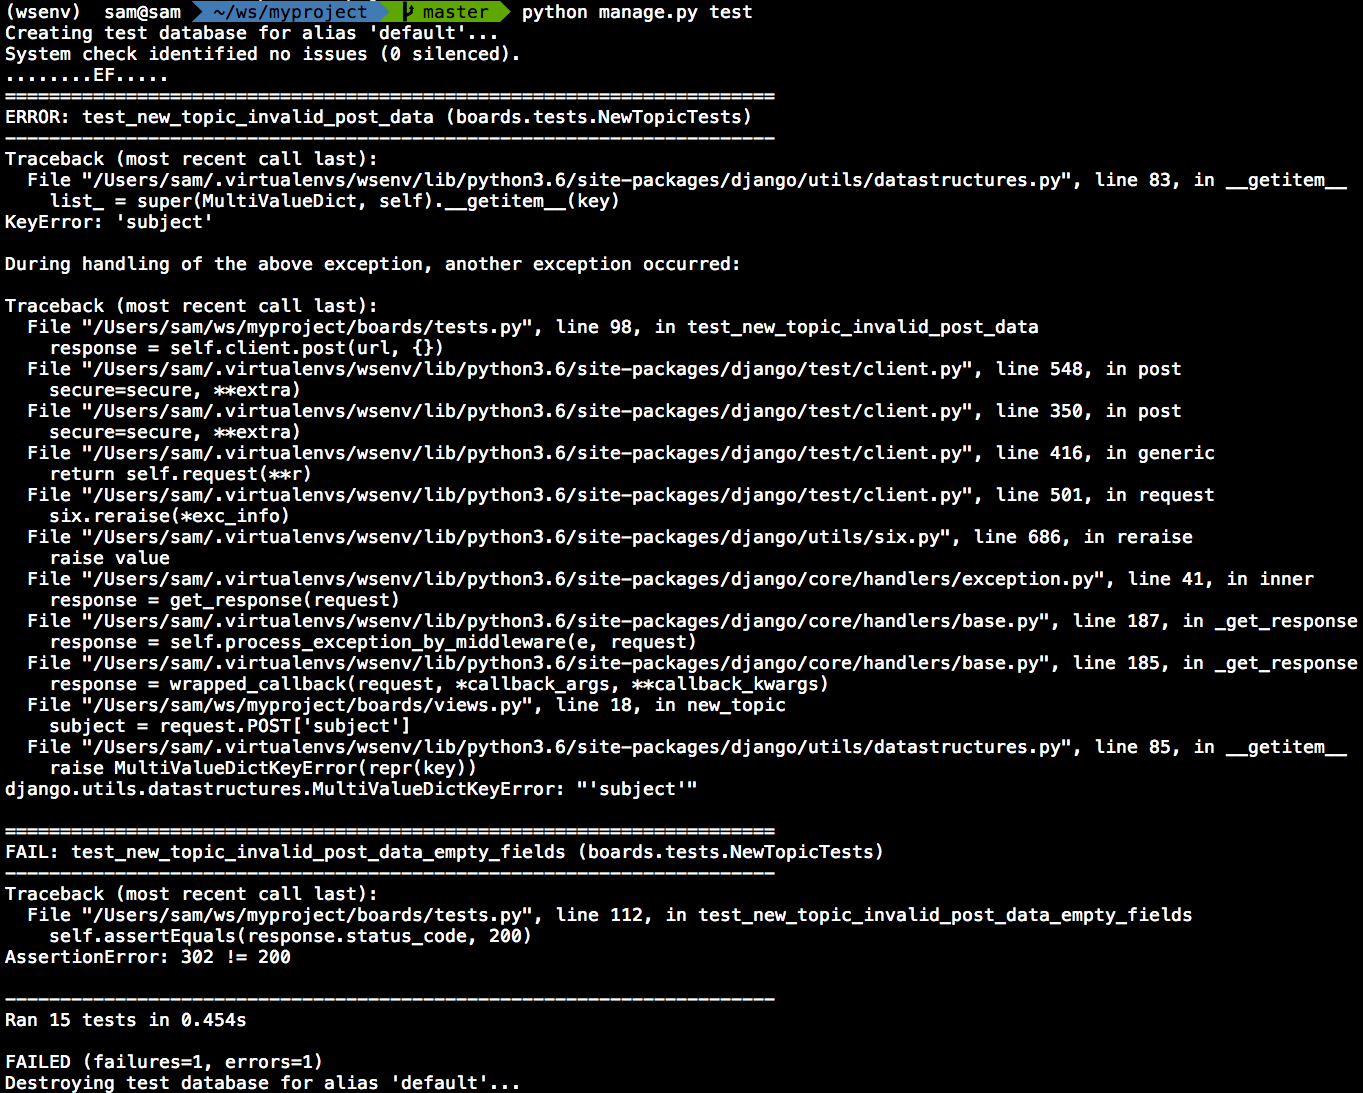 (wsenv)  sam@sam  ~/ws/myproject  master  python manage.py test
Creating test database for alias 'default'...
System check identified no issues (0 silenced).
........EF.....
======================================================================
ERROR: test_new_topic_invalid_post_data (boards.tests.NewTopicTests)
----------------------------------------------------------------------
Traceback (most recent call last):
  File "/Users/sam/.virtualenvs/wsenv/lib/python3.6/site-packages/django/utils/datastructures.py", line 83, in __getitem__
    list_ = super(MultiValueDict, self).__getitem__(key)
KeyError: 'subject'

During handling of the above exception, another exception occurred:

Traceback (most recent call last):
  File "/Users/sam/ws/myproject/boards/tests.py", line 98, in test_new_topic_invalid_post_data
    response = self.client.post(url, {})
  File "/Users/sam/.virtualenvs/wsenv/lib/python3.6/site-packages/django/test/client.py", line 548, in post
    secure=secure, **extra)
  File "/Users/sam/.virtualenvs/wsenv/lib/python3.6/site-packages/django/test/client.py", line 350, in post
    secure=secure, **extra)
  File "/Users/sam/.virtualenvs/wsenv/lib/python3.6/site-packages/django/test/client.py", line 416, in generic
    return self.request(**r)
  File "/Users/sam/.virtualenvs/wsenv/lib/python3.6/site-packages/django/test/client.py", line 501, in request
    six.reraise(*exc_info)
  File "/Users/sam/.virtualenvs/wsenv/lib/python3.6/site-packages/django/utils/six.py", line 686, in reraise
    raise value
  File "/Users/sam/.virtualenvs/wsenv/lib/python3.6/site-packages/django/core/handlers/exception.py", line 41, in inner
    response = get_response(request)
  File "/Users/sam/.virtualenvs/wsenv/lib/python3.6/site-packages/django/core/handlers/base.py", line 187, in _get_response
    response = self.process_exception_by_middleware(e, request)
  File "/Users/sam/.virtualenvs/wsenv/lib/python3.6/site-packages/django/core/handlers/base.py", line 185, in _get_response
    response = wrapped_callback(request, *callback_args, **callback_kwargs)
  File "/Users/sam/ws/myproject/boards/views.py", line 18, in new_topic
    subject = request.POST['subject']
  File "/Users/sam/.virtualenvs/wsenv/lib/python3.6/site-packages/django/utils/datastructures.py", line 85, in __getitem__
    raise MultiValueDictKeyError(repr(key))
django.utils.datastructures.MultiValueDictKeyError: "'subject'"

======================================================================
FAIL: test_new_topic_invalid_post_data_empty_fields (boards.tests.NewTopicTests)
----------------------------------------------------------------------
Traceback (most recent call last):
  File "/Users/sam/ws/myproject/boards/tests.py", line 112, in test_new_topic_invalid_post_data_empty_fields
    self.assertEquals(response.status_code, 200)
AssertionError: 302 != 200

----------------------------------------------------------------------
Ran 15 tests in 0.454s

FAILED (failures=1, errors=1)
Destroying test database for alias 'default'...